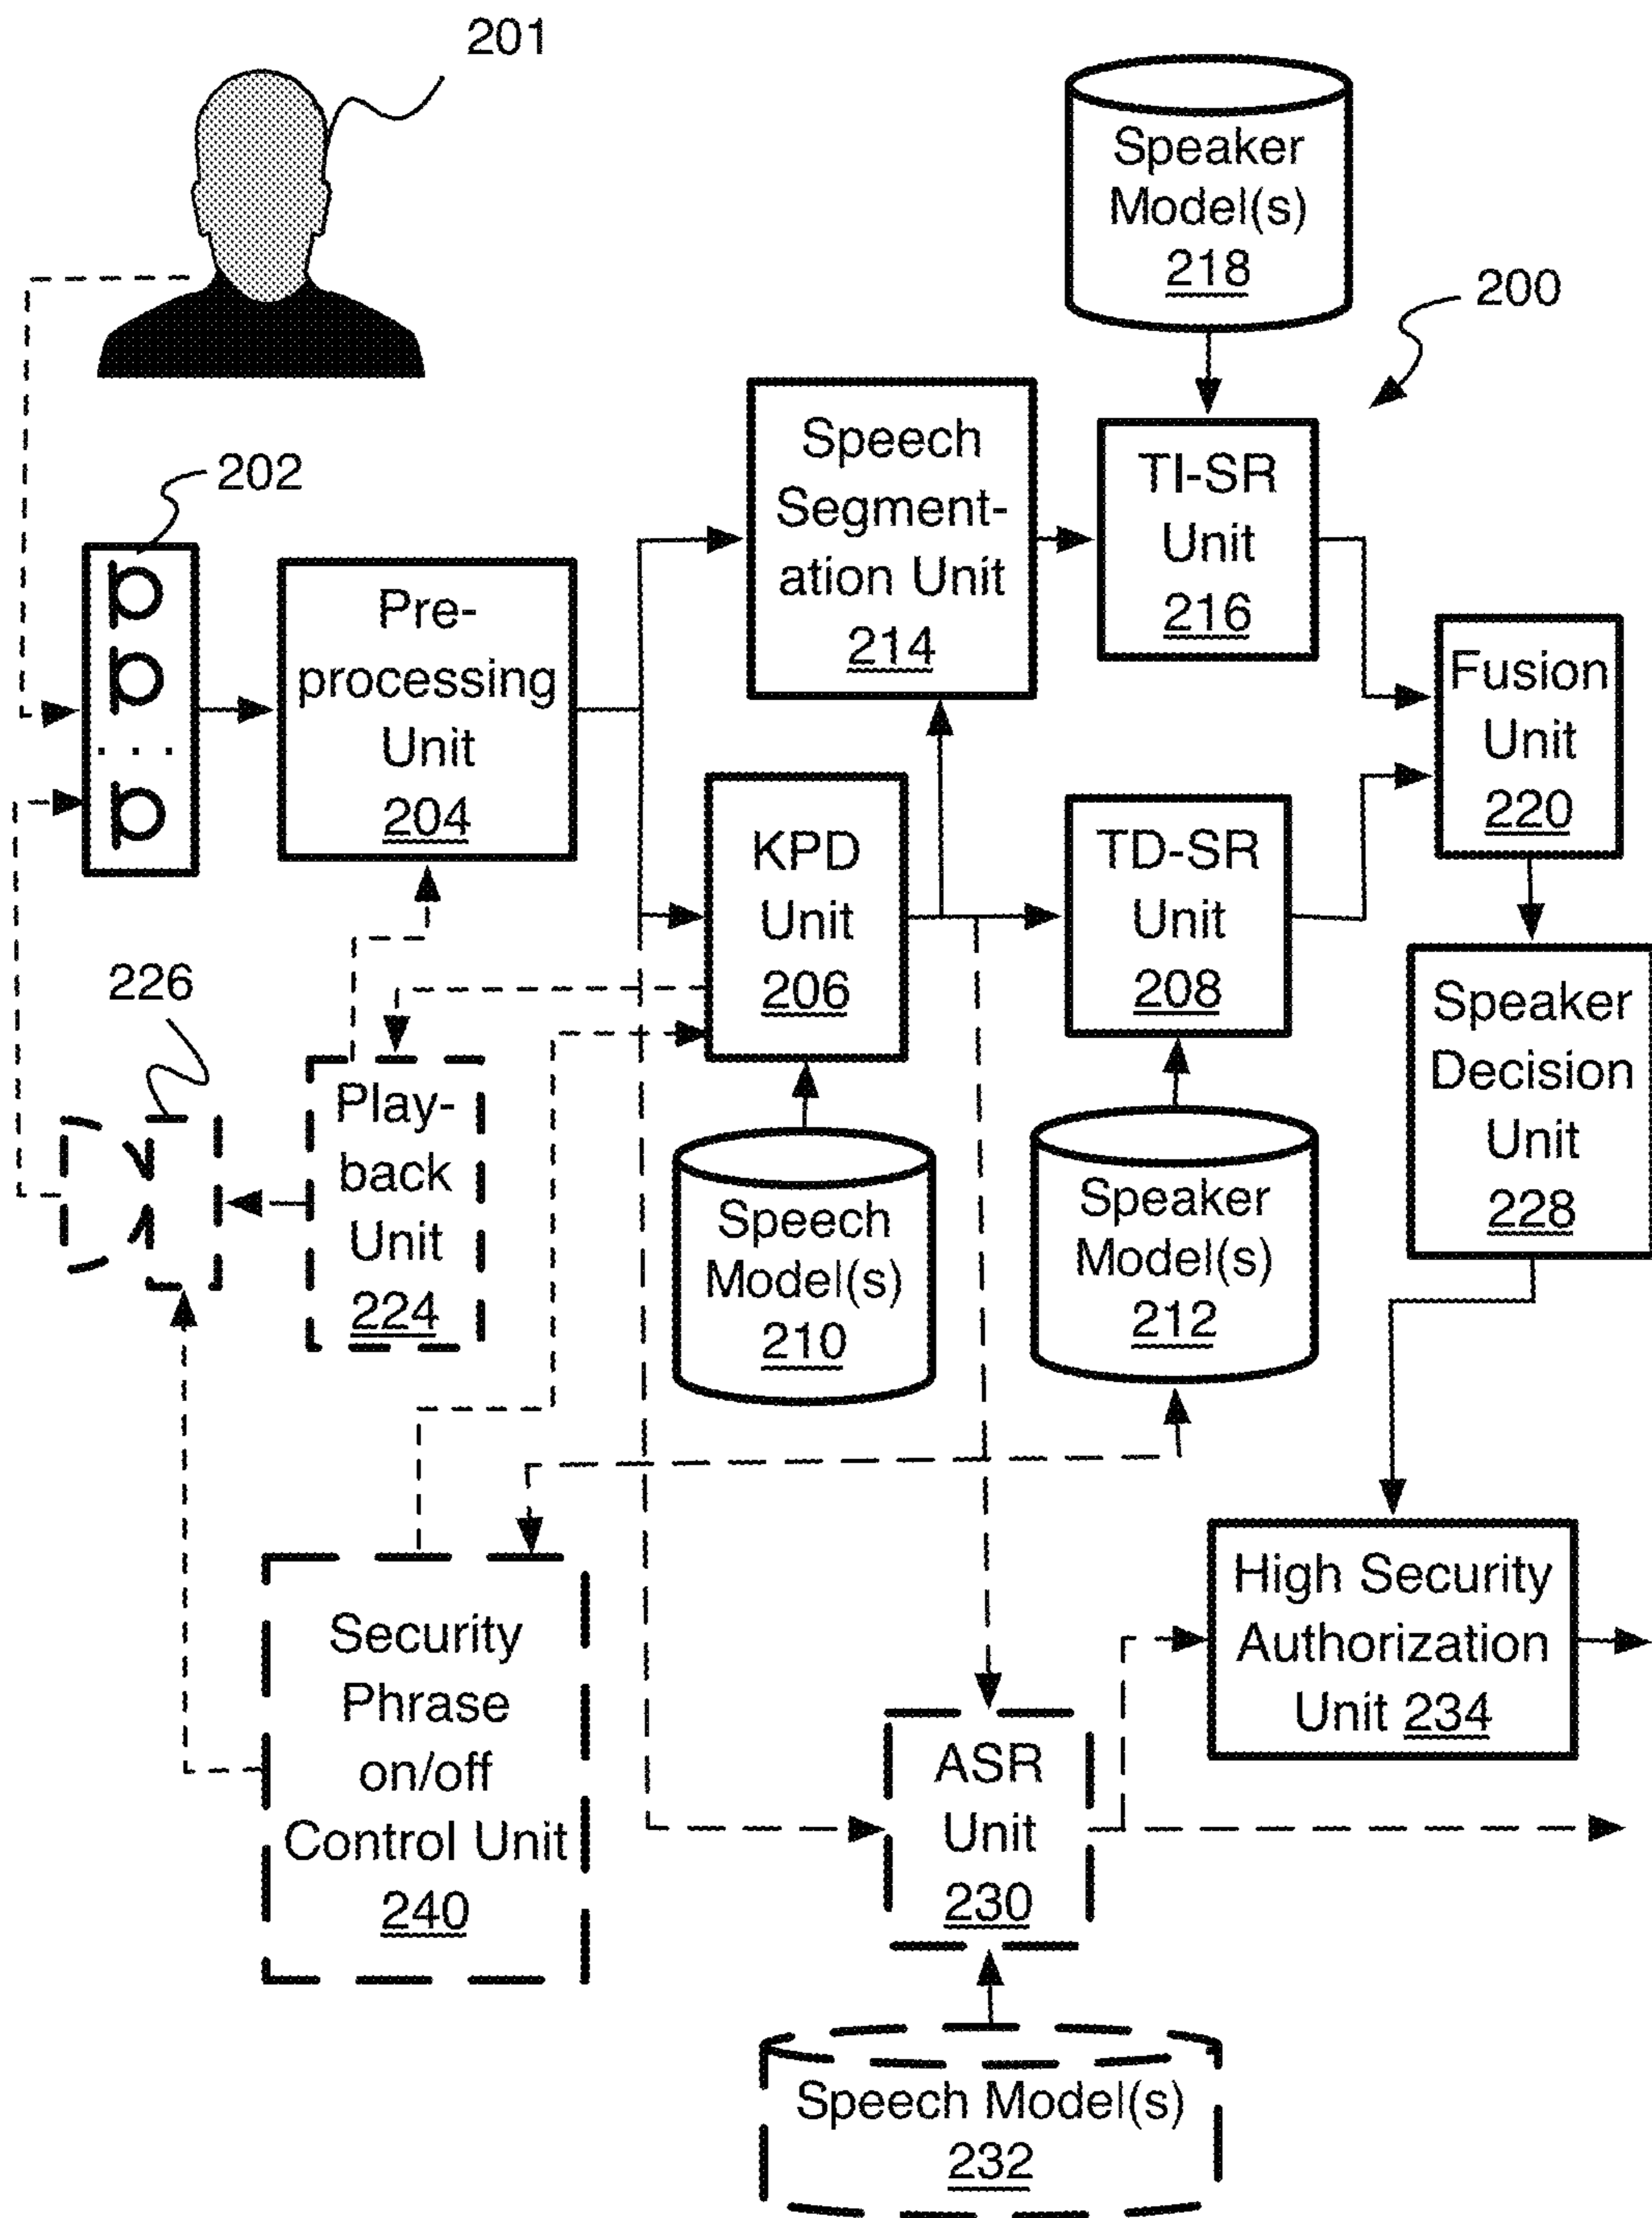 201
Speaker
Model(s)
218
200
202
Speech
Segment-
ation Unit
214
TI-SR
Unit
216
Pre-
processing
Unit
204
Fusion
Unit
220
KPD
Unit
206
TD-SR
Unit
208
226
Speaker
Decision
Unit
228
Play-
back
Unit
224
Speech
Model(s)
210
Speaker
Model(s)
212
High Security
Authorization
Unit 234
Security
Phrase
on/off
Control Unit
240
ASR
Unit
230
Speech Model(s)
232